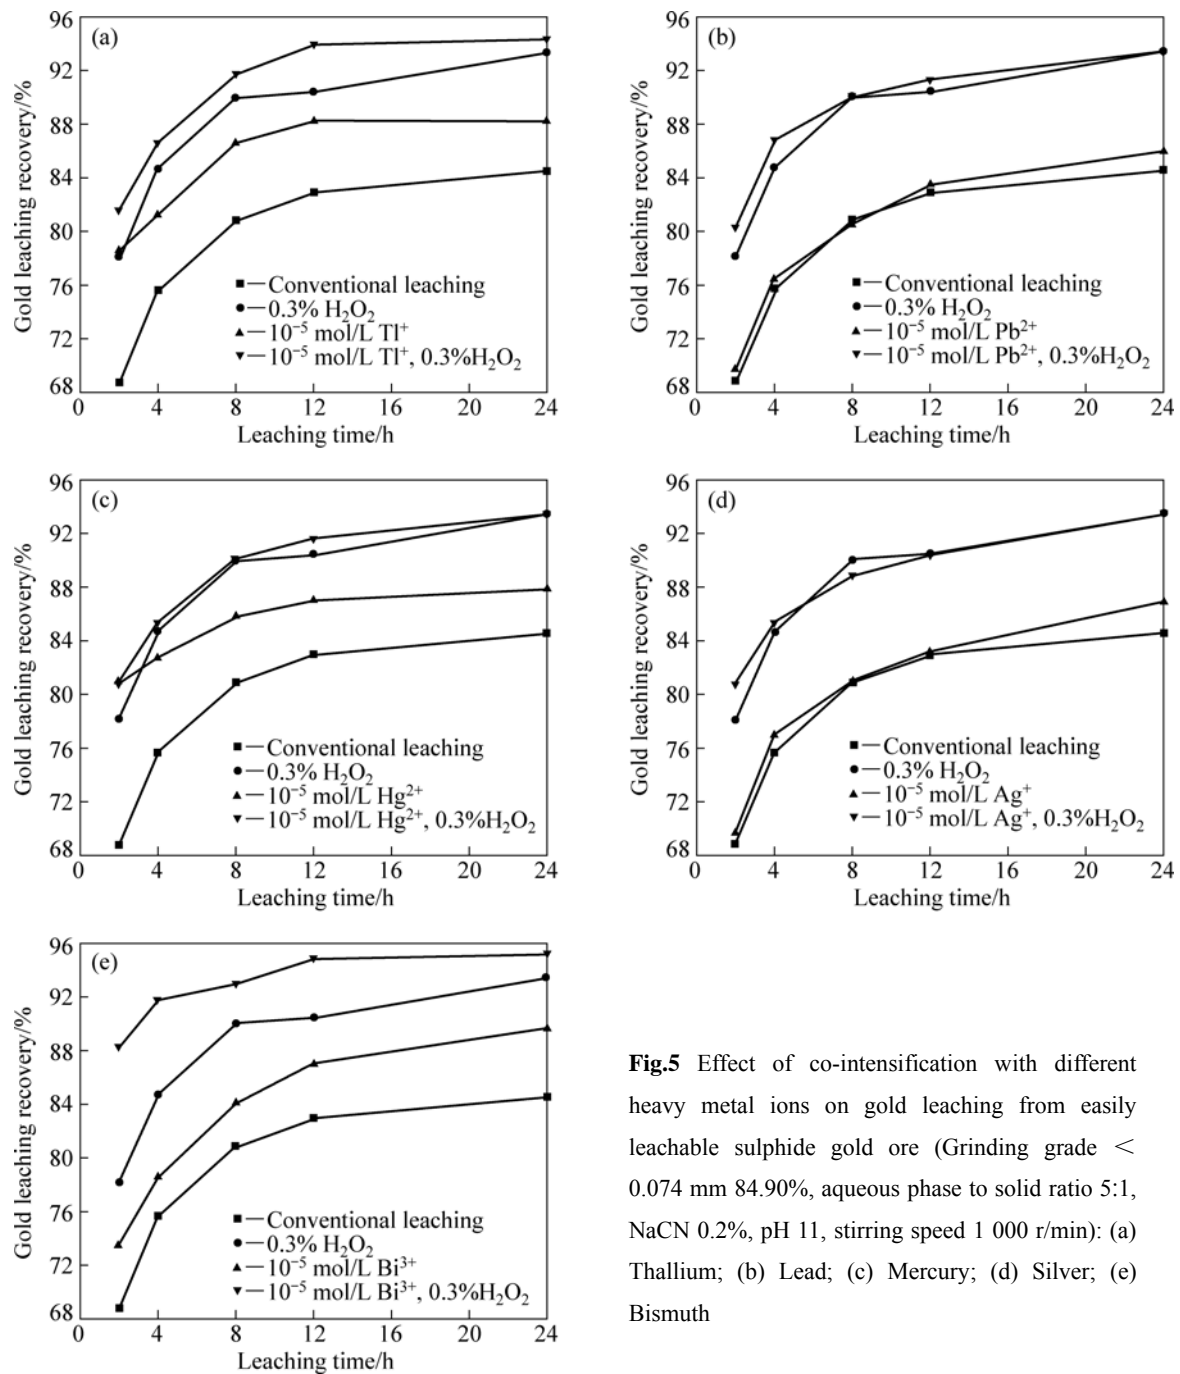 (a)
96
92
88
84
80
76
72
68
Gold leaching recovery/%
Conventional leaching
0.3% H₂O₂
10⁻⁵ mol/L Tl⁺
10⁻⁵ mol/L Tl⁺, 0.3%H₂O₂
0 4 8 12 16 20 24
Leaching time/h
(b)
96
92
88
84
80
76
72
68
Gold leaching recovery/%
Conventional leaching
0.3% H₂O₂
10⁻⁵ mol/L Pb²⁺
10⁻⁵ mol/L Pb²⁺, 0.3%H₂O₂
0 4 8 12 16 20 24
Leaching time/h
(c)
96
92
88
84
80
76
72
68
Gold leaching recovery/%
Conventional leaching
0.3% H₂O₂
10⁻⁵ mol/L Hg²⁺
10⁻⁵ mol/L Hg²⁺, 0.3%H₂O₂
0 4 8 12 16 20 24
Leaching time/h
(d)
96
92
88
84
80
76
72
68
Gold leaching recovery/%
Conventional leaching
0.3% H₂O₂
10⁻⁵ mol/L Ag⁺
10⁻⁵ mol/L Ag⁺, 0.3%H₂O₂
0 4 8 12 16 20 24
Leaching time/h
(e)
96
92
88
84
80
76
72
68
Gold leaching recovery/%
Conventional leaching
0.3% H₂O₂
10⁻⁵ mol/L Bi³⁺
10⁻⁵ mol/L Bi³⁺, 0.3%H₂O₂
0 4 8 12 16 20 24
Leaching time/h
Fig.5 Effect of co-intensification with different
heavy metal ions on gold leaching from easily
leachable sulphide gold ore (Grinding grade ＜
0.074 mm 84.90%, aqueous phase to solid ratio 5:1,
NaCN 0.2%, pH 11, stirring speed 1 000 r/min): (a)
Thallium; (b) Lead; (c) Mercury; (d) Silver; (e)
Bismuth